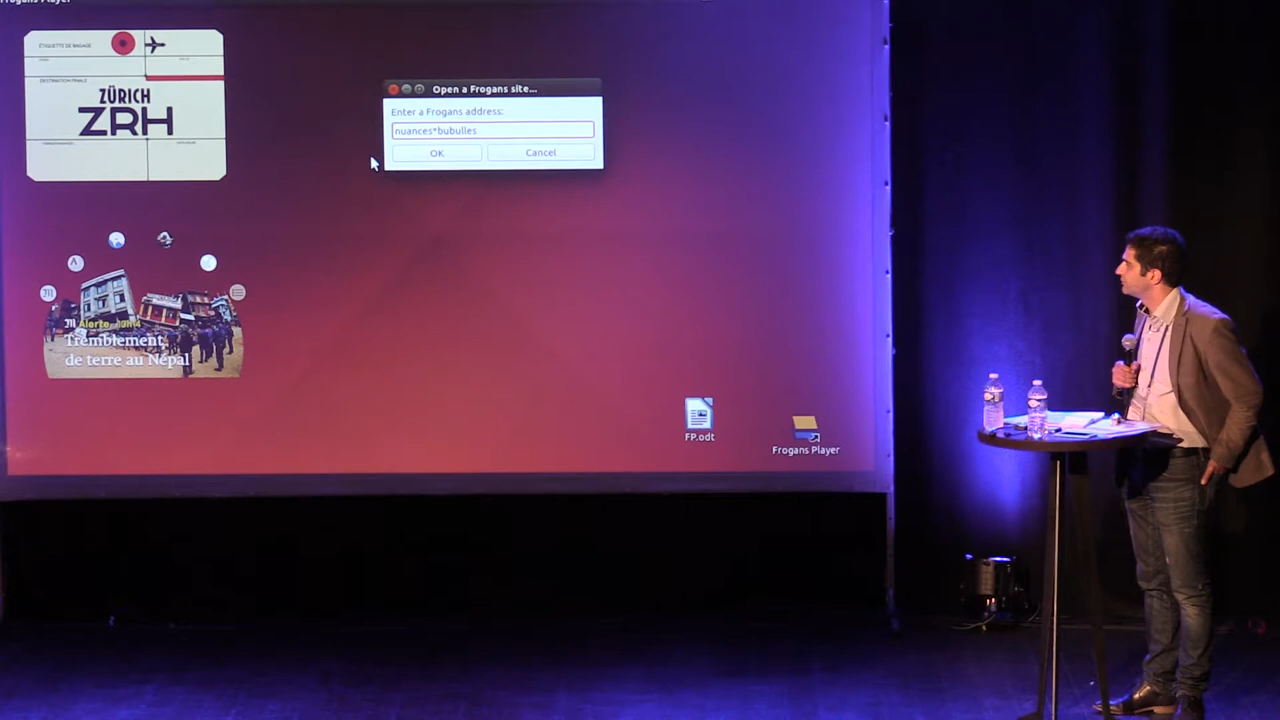 Frogans Player
ÉTIQUETTE DE BAGAGE
DESTINATION FINALE
ZÜRICH
ZRH
Open a Frogans site...
Enter a Frogans address:
nuances*bubulles
OK
Cancel
A
M
M Alerte
Tremblement
de terre au Népal
FP.odt
Frogans Player